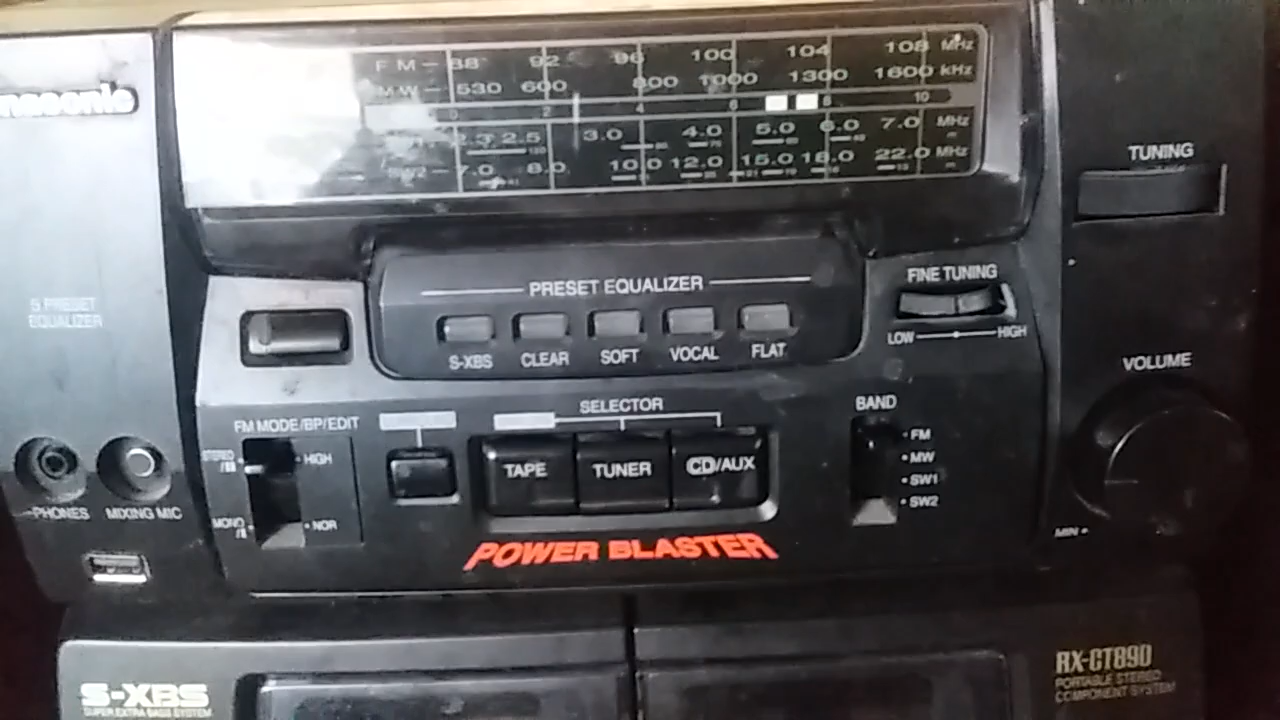 Panasonic
FM 88 92 96 100 104 108 MHz
MW 530 600 800 1000 1300 1600 kHz
0 2 4 6 8 10
2.3 2.5 3.0 4.0 5.0 6.0 7.0 MHz
7.0 8.0 10.0 12.0 15.0 18.0 22.0 MHz
TUNING
5 PRESET
EQUALIZER
PRESET EQUALIZER
S-XBS CLEAR SOFT VOCAL FLAT
FINE TUNING
LOW HIGH
VOLUME
MIN
FM MODE/BP/EDIT
STEREO
/III HIGH
MONO
/II NOR
SELECTOR
TAPE TUNER CD/AUX
BAND
FM
MW
SW1
SW2
PHONES MIXING MIC
POWER BLASTER
S-XBS
SUPER EXTRA BASS SYSTEM
RX-CT890
PORTABLE STEREO
COMPONENT SYSTEM